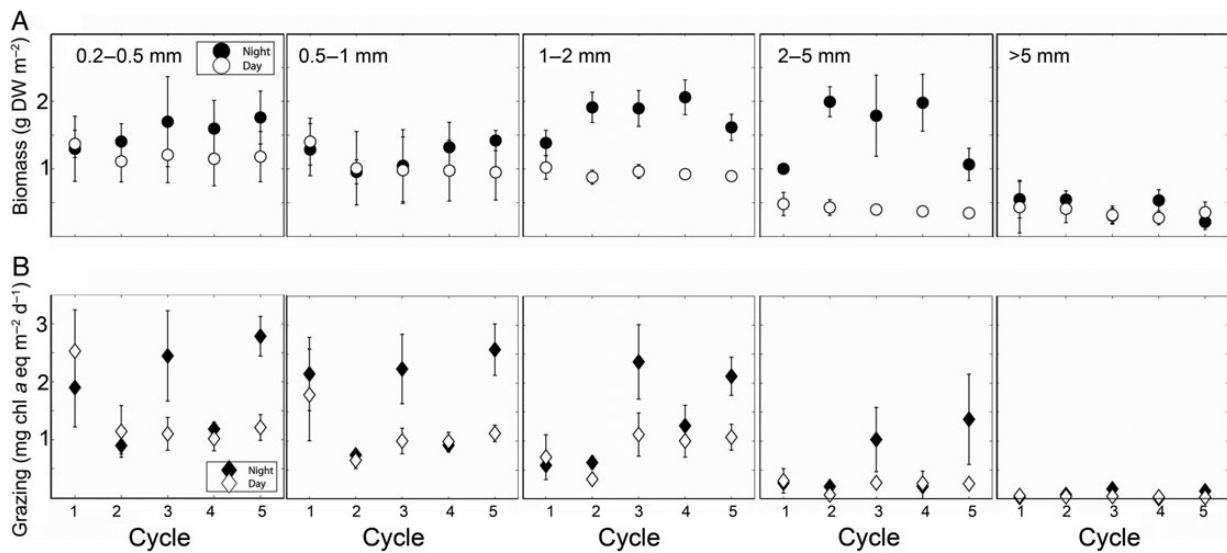 A
0.2–0.5 mm
Night
Day
0.5–1 mm
1–2 mm
2–5 mm
>5 mm
Biomass (g DW m⁻²)
2
1
B
Grazing (mg chl a eq m⁻² d⁻¹)
3
2
1
Night
Day
1 2 3 4 5
1 2 3 4 5
1 2 3 4 5
1 2 3 4 5
1 2 3 4 5
Cycle
Cycle
Cycle
Cycle
Cycle